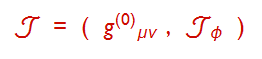 𝒯 = ( g⁽⁰⁾μν , 𝒯ϕ )